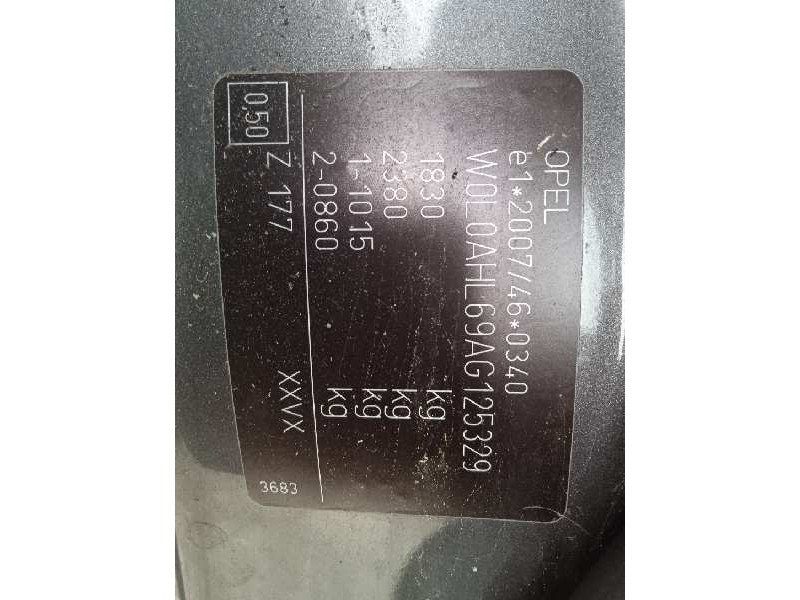 OPEL
e1*2007/46*0340
W0L0AHL69AG125329
1830 kg
2380 kg
1-1015 kg
2-0860 kg
0,50
Z 177 XXVX
3683